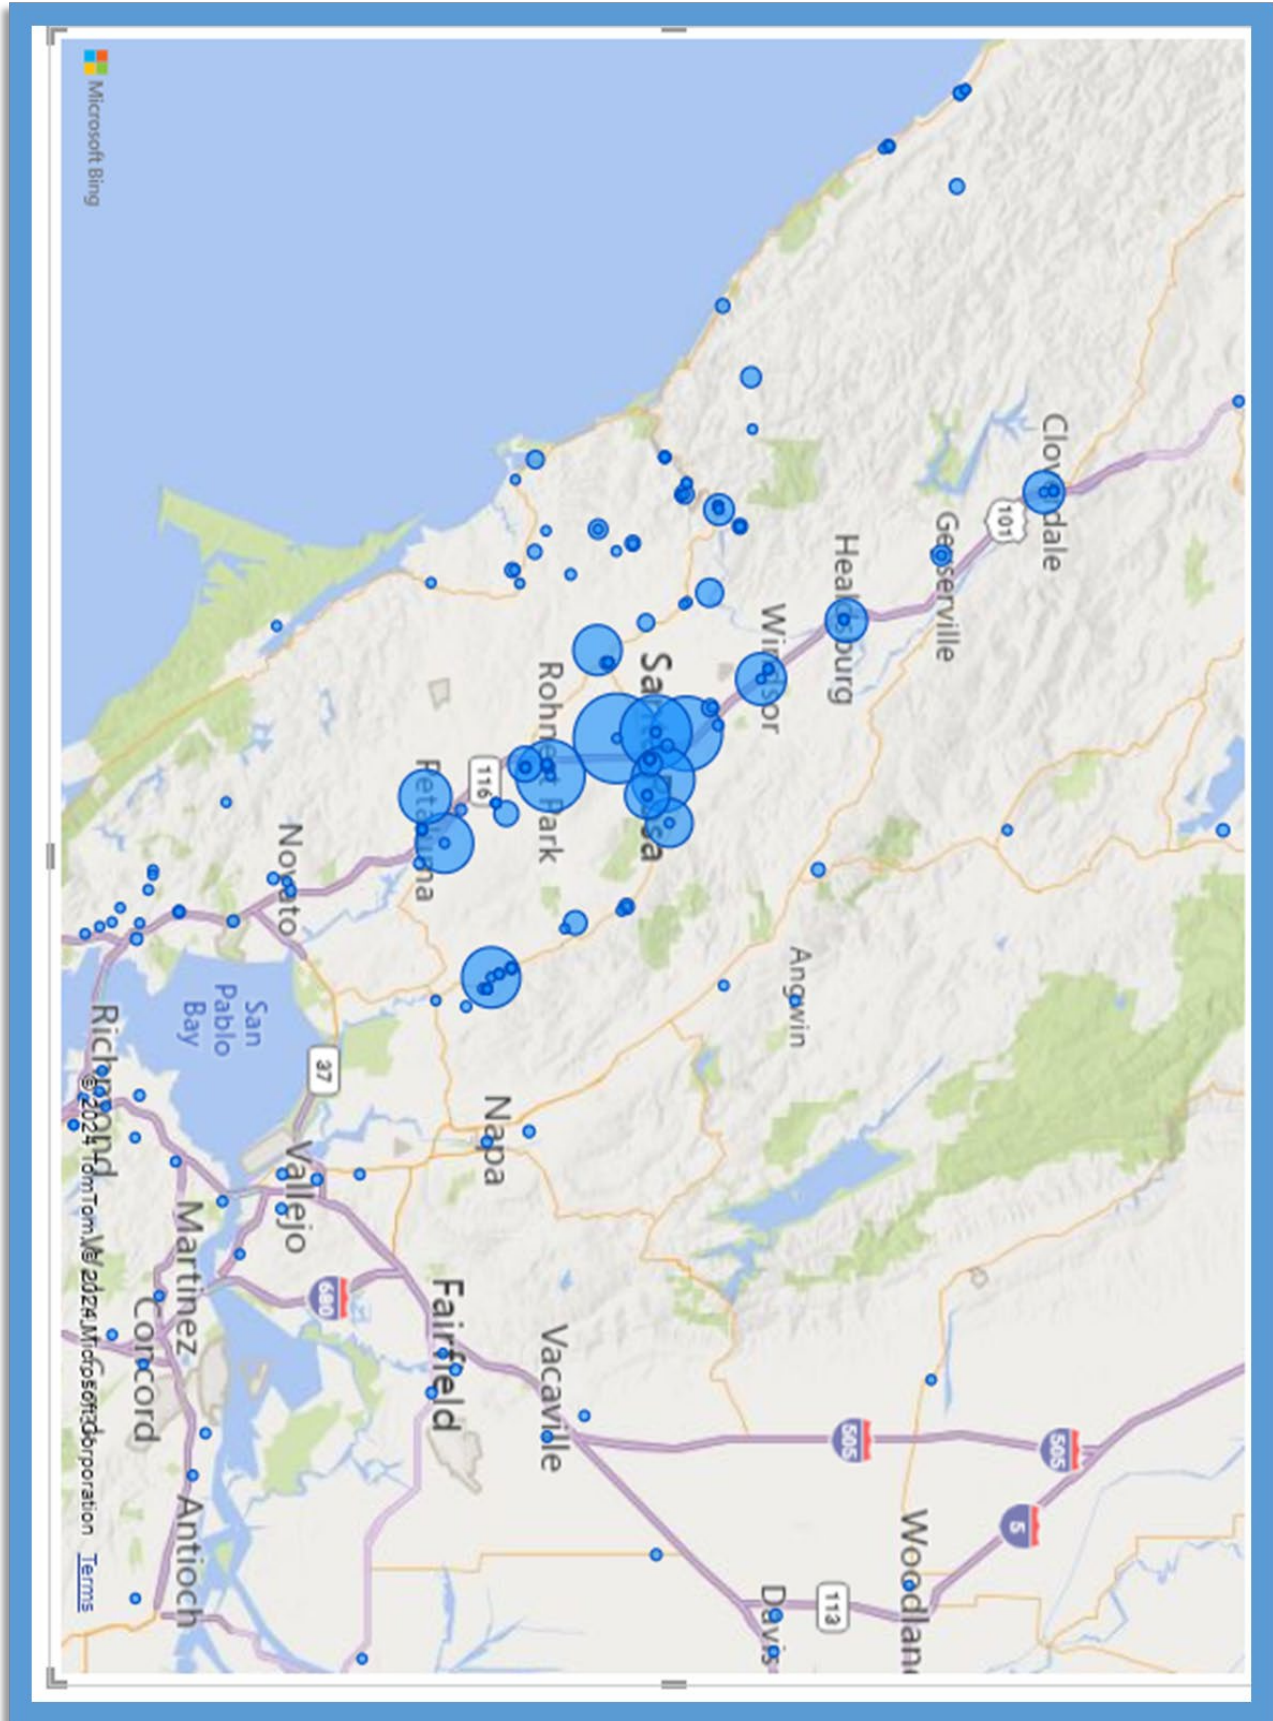 Cloverdale
101
Geyserville
Healdsburg
Windsor
Santa Rosa
Rohnert Park
116
Petaluma
Novato
Angwin
San
Pablo
Bay
37
Richmond
Napa
Vallejo
Martinez
Concord
680
Fairfield
Vacaville
Antioch
505
505
5
113
Woodland
Davis
Microsoft Bing
© 2024 TomTom, © 2024 Microsoft Corporation Terms